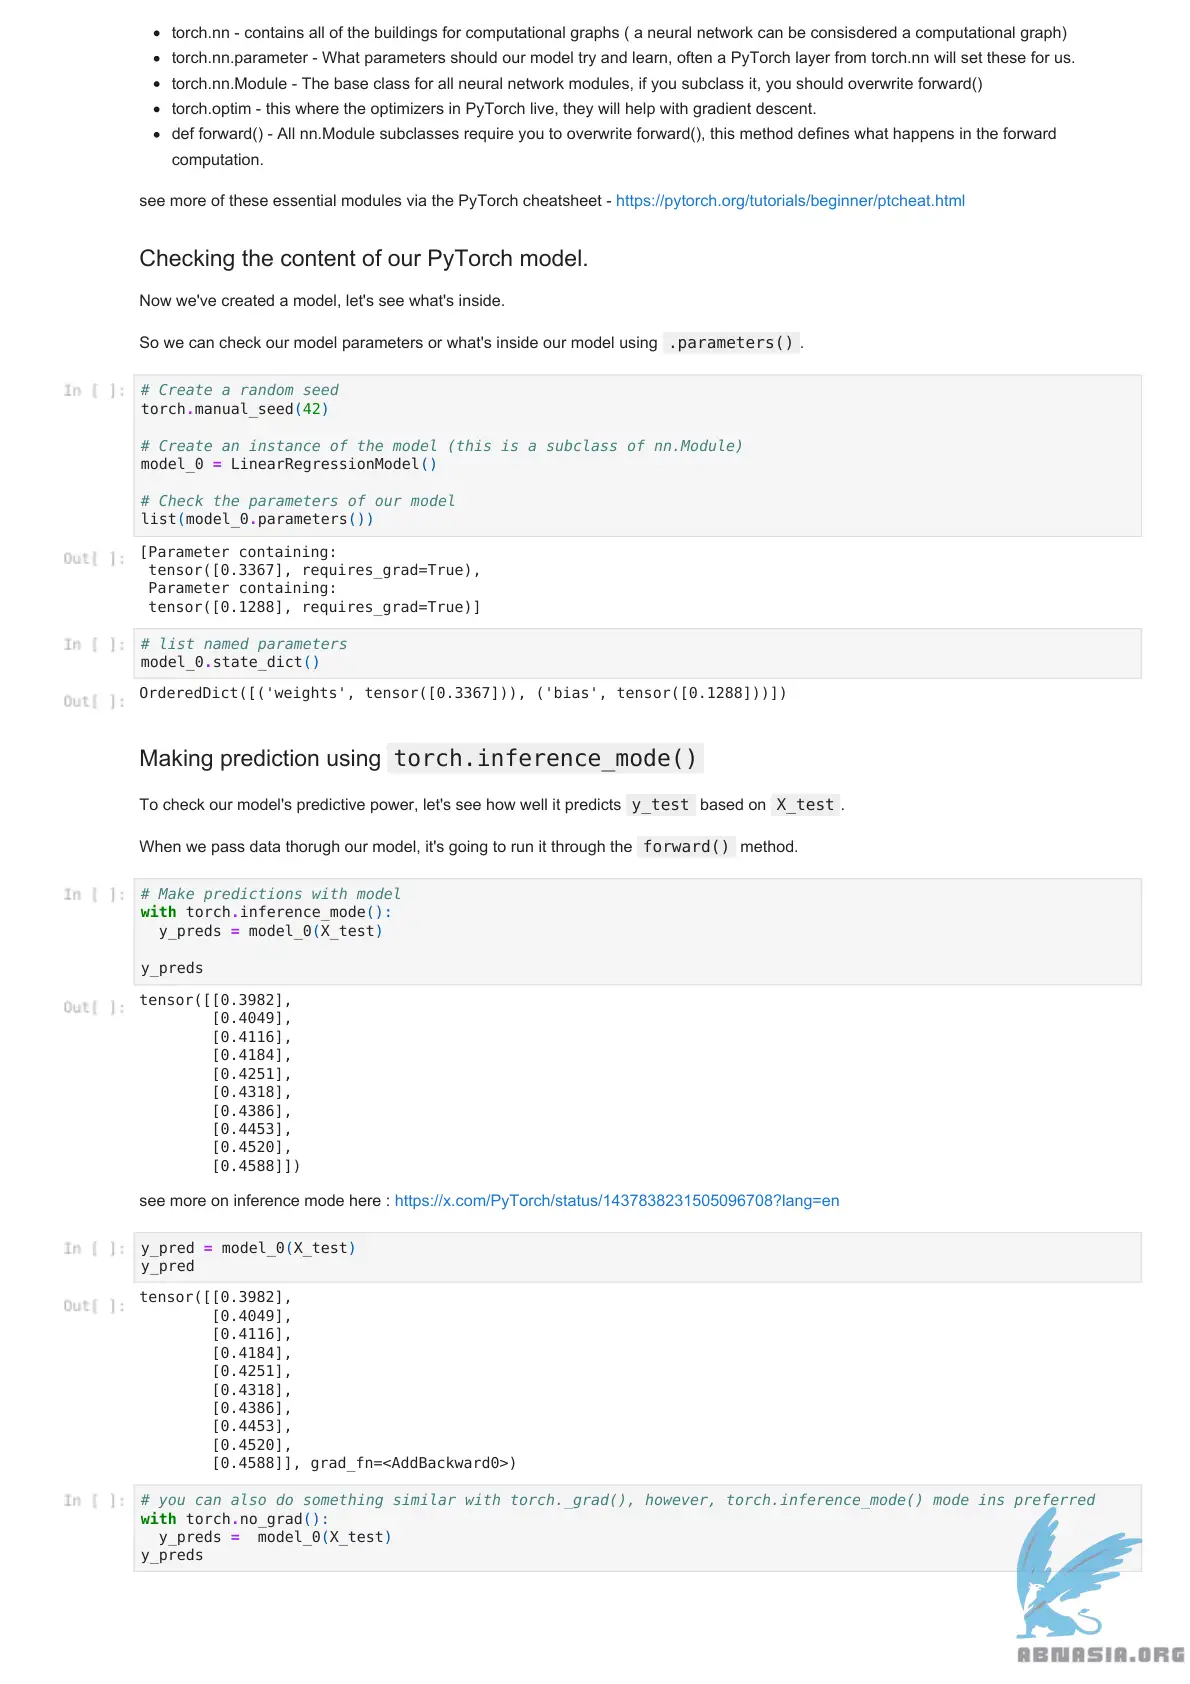 torch.nn - contains all of the buildings for computational graphs ( a neural network can be consisdered a computational graph)
torch.nn.parameter - What parameters should our model try and learn, often a PyTorch layer from torch.nn will set these for us.
torch.nn.Module - The base class for all neural network modules, if you subclass it, you should overwrite forward()
torch.optim - this where the optimizers in PyTorch live, they will help with gradient descent.
def forward() - All nn.Module subclasses require you to overwrite forward(), this method defines what happens in the forward
computation.
see more of these essential modules via the PyTorch cheatsheet - https://pytorch.org/tutorials/beginner/ptcheat.html
Checking the content of our PyTorch model.
Now we've created a model, let's see what's inside.
So we can check our model parameters or what's inside our model using .parameters() .
In [ ]: # Create a random seed
torch.manual_seed(42)
# Create an instance of the model (this is a subclass of nn.Module)
model_0 = LinearRegressionModel()
# Check the parameters of our model
list(model_0.parameters())
Out[ ]: [Parameter containing:
tensor([0.3367], requires_grad=True),
Parameter containing:
tensor([0.1288], requires_grad=True)]
In [ ]: # list named parameters
model_0.state_dict()
Out[ ]: OrderedDict([('weights', tensor([0.3367])), ('bias', tensor([0.1288]))])
Making prediction using torch.inference_mode()
To check our model's predictive power, let's see how well it predicts y_test based on X_test .
When we pass data thorugh our model, it's going to run it through the forward() method.
In [ ]: # Make predictions with model
with torch.inference_mode():
y_preds = model_0(X_test)
y_preds
Out[ ]: tensor([[0.3982],
[0.4049],
[0.4116],
[0.4184],
[0.4251],
[0.4318],
[0.4386],
[0.4453],
[0.4520],
[0.4588]])
see more on inference mode here : https://x.com/PyTorch/status/1437838231505096708?lang=en
In [ ]: y_pred = model_0(X_test)
y_pred
Out[ ]: tensor([[0.3982],
[0.4049],
[0.4116],
[0.4184],
[0.4251],
[0.4318],
[0.4386],
[0.4453],
[0.4520],
[0.4588]], grad_fn=<AddBackward0>)
In [ ]: # you can also do something similar with torch._grad(), however, torch.inference_mode() mode ins preferred
with torch.no_grad():
y_preds = model_0(X_test)
y_preds
ABNASIA.ORG